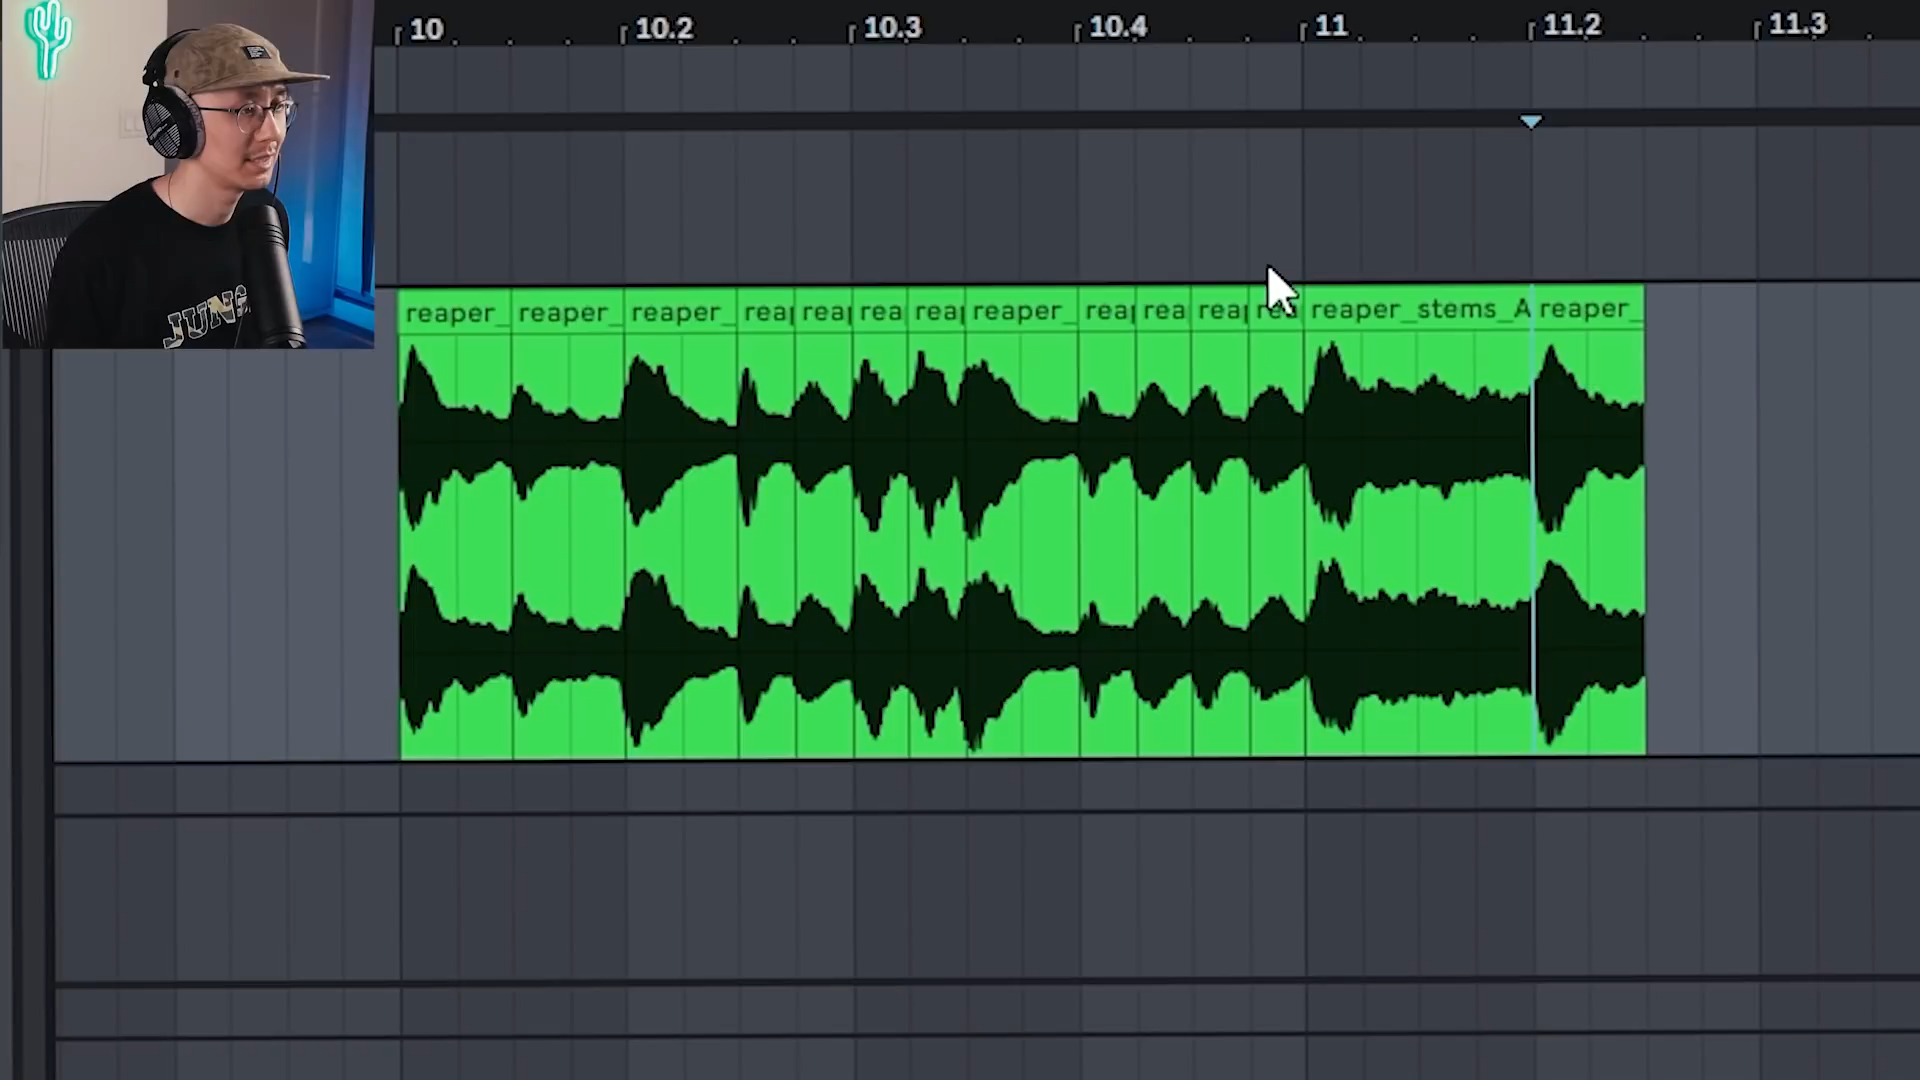 10 10.2 10.3 10.4 11 11.2 11.3
reaper_ reaper_ reaper_ rea rea rea rea reaper_ rea rea rea reaper_stems_A reaper_
JUNG